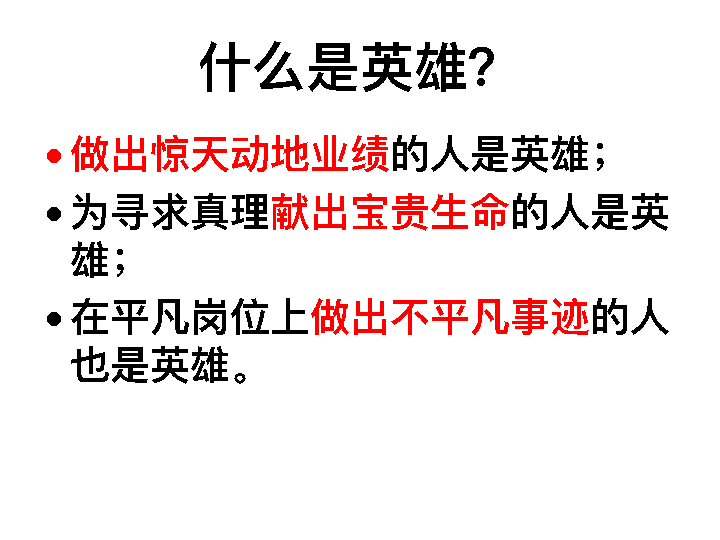 什么是英雄?
•做出惊天动地业绩的人是英雄；
•为寻求真理献出宝贵生命的人是英
雄；
•在平凡岗位上做出不平凡事迹的人
也是英雄。